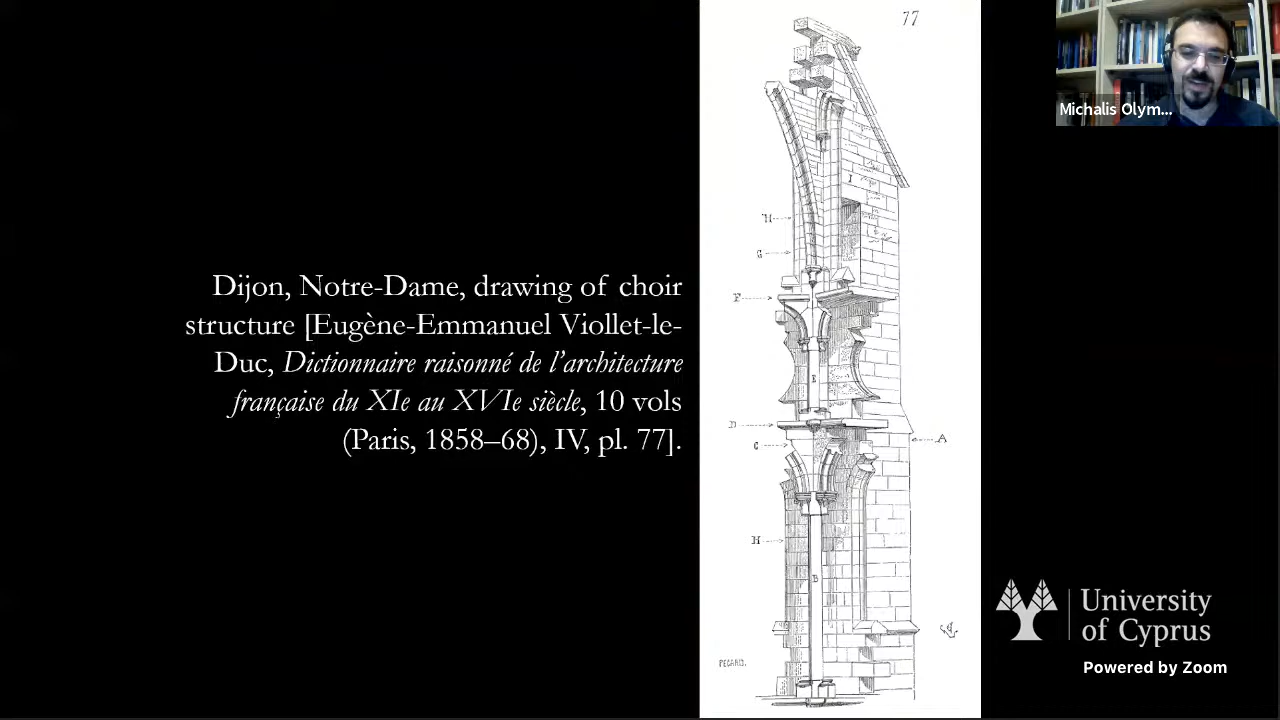 77
Michalis Olym...
Dijon, Notre-Dame, drawing of choir
structure [Eugène-Emmanuel Viollet-le-
Duc, Dictionnaire raisonné de l’architecture
française du XIe au XVIe siècle, 10 vols
(Paris, 1858–68), IV, pl. 77].
I
H
G
F
E
D
C
A
H
B
PEGARD.
University
of Cyprus
Powered by Zoom